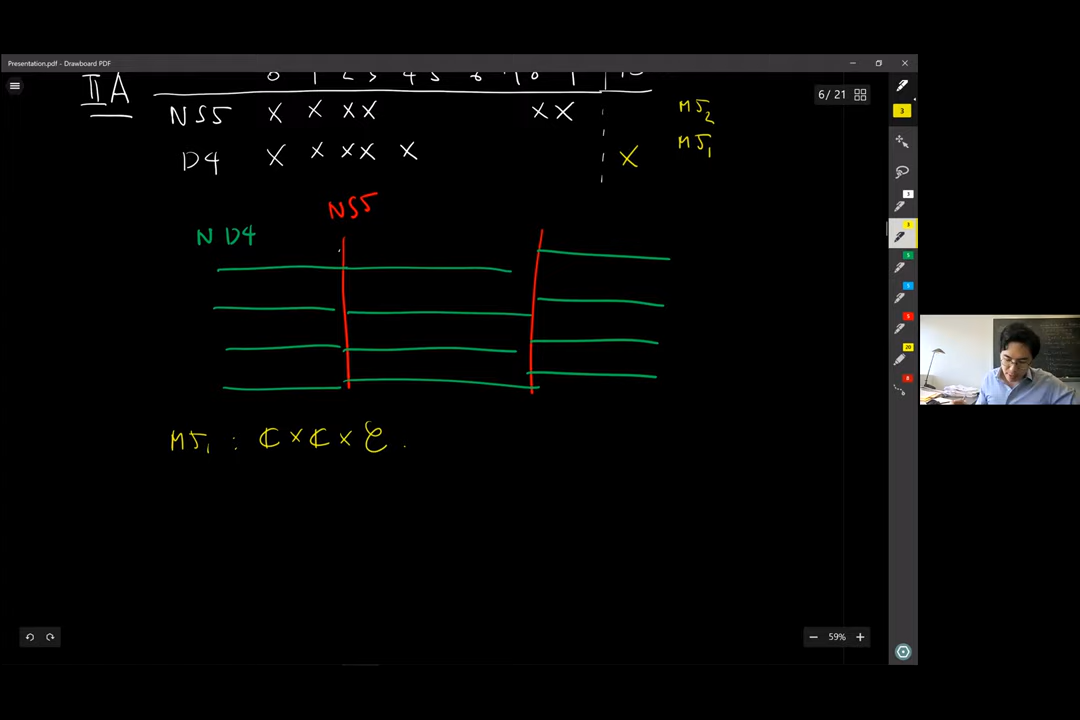 Presentation.pdf - Drawboard PDF
6 / 21
IIA
NS5 X X X X X X M5₂
D4 X X X X X X M5₁
NS5
N D4
M5₁ : ℂ × ℂ × 𝒞 .
59%